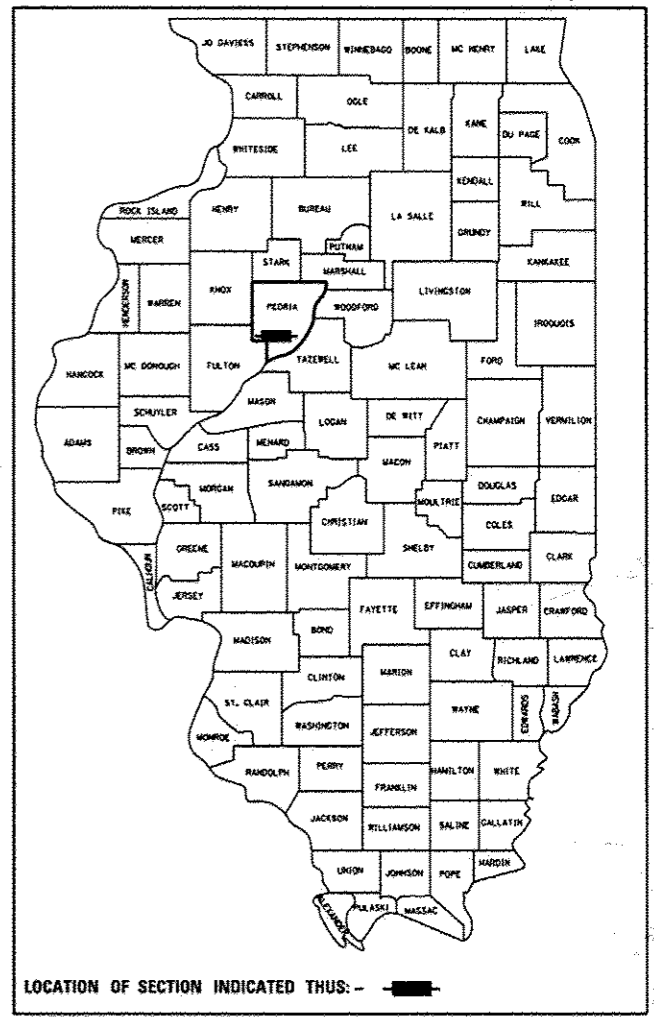 JO DAVIESS STEPHENSON WINNEBAGO BOONE MC HENRY LAKE
CARROLL OGLE DE KALB KANE DU PAGE COOK
WHITESIDE LEE
KENDALL WILL
ROCK ISLAND HENRY BUREAU LA SALLE GRUNDY
MERCER STARK PUTNAM MARSHALL KANKAKEE
HENDERSON WARREN KNOX PEORIA WOODFORD LIVINGSTON IROQUOIS
HANCOCK MC DONOUGH FULTON TAZEWELL MC LEAN FORD
SCHUYLER MASON LOGAN DE WITT CHAMPAIGN VERMILION
ADAMS BROWN CASS MENARD MACON PIATT
PIKE SCOTT MORGAN SANGAMON MOULTRIE DOUGLAS EDGAR
CHRISTIAN COLES
CALHOUN GREENE MACOUPIN MONTGOMERY SHELBY CUMBERLAND CLARK
JERSEY FAYETTE EFFINGHAM JASPER CRAWFORD
MADISON BOND
CLINTON MARION CLAY RICHLAND LAWRENCE
ST. CLAIR WASHINGTON JEFFERSON WAYNE EDWARDS WABASH
MONROE
RANDOLPH PERRY FRANKLIN HAMILTON WHITE
JACKSON WILLIAMSON SALINE GALLATIN
UNION JOHNSON POPE HARDIN
ALEXANDER PULASKI MASSAC
LOCATION OF SECTION INDICATED THUS: -